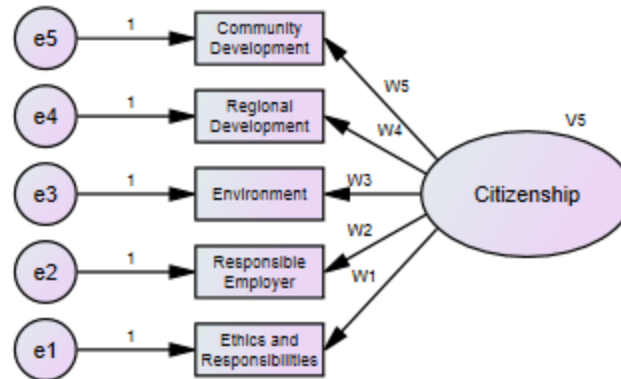 e5
1
Community
Development
W5
e4
1
Regional
Development
W4
V5
e3
1
Environment
W3
Citizenship
e2
1
Responsible
Employer
W2
W1
e1
1
Ethics and
Responsibilities